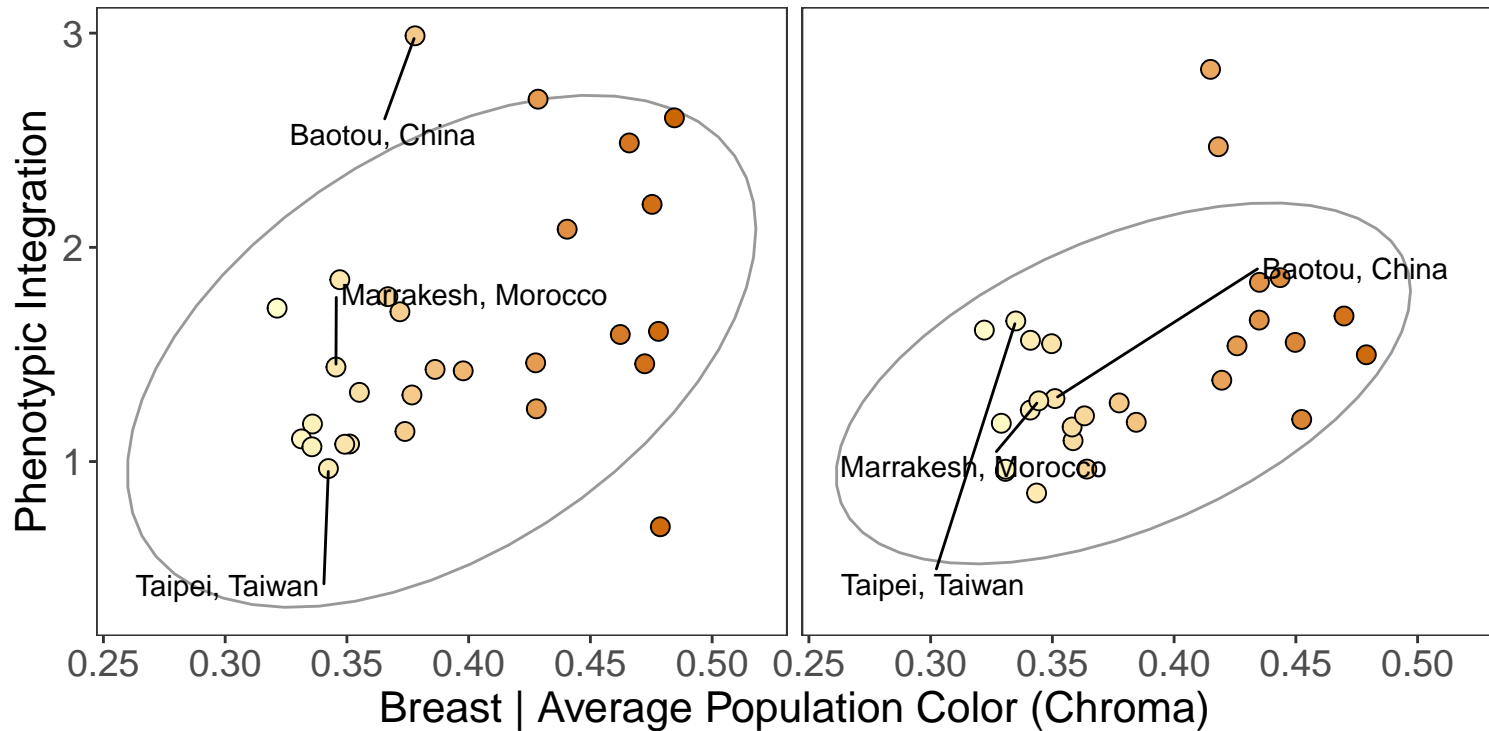 3
2
1
Phenotypic Integration
Baotou, China
Marrakesh, Morocco
Taipei, Taiwan
Baotou, China
Marrakesh, Morocco
Taipei, Taiwan
0.25 0.30 0.35 0.40 0.45 0.50 0.25 0.30 0.35 0.40 0.45 0.50
Breast | Average Population Color (Chroma)